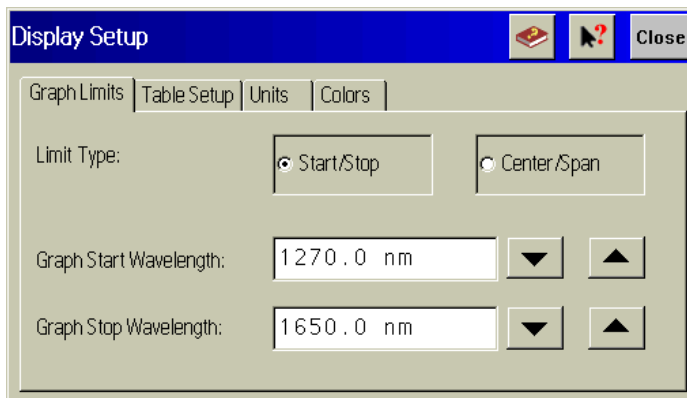 Display Setup ? Close
Graph Limits Table Setup Units Colors
Limit Type: Start/Stop Center/Span
Graph Start Wavelength: 1270.0 nm
Graph Stop Wavelength: 1650.0 nm